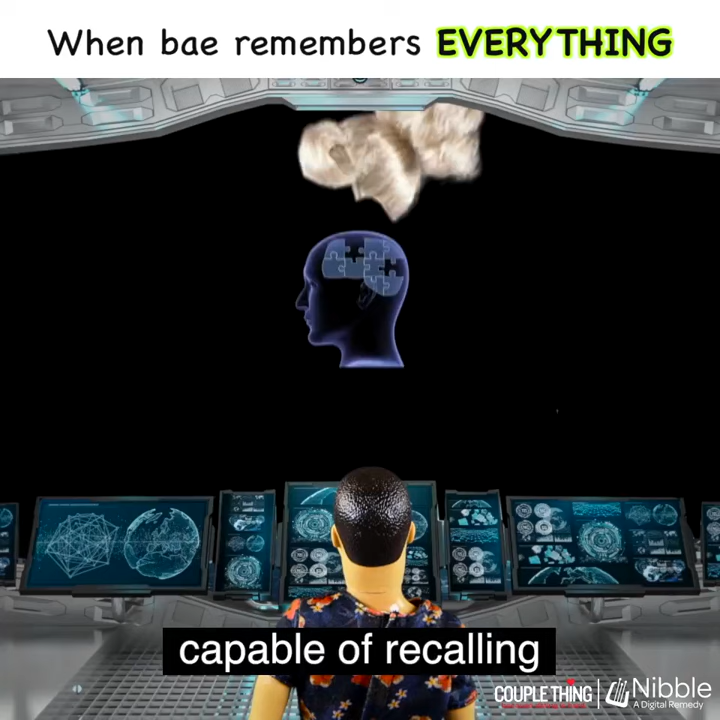 When bae remembers EVERYTHING
capable of recalling
COUPLE THING | Nibble
A Digital Remedy